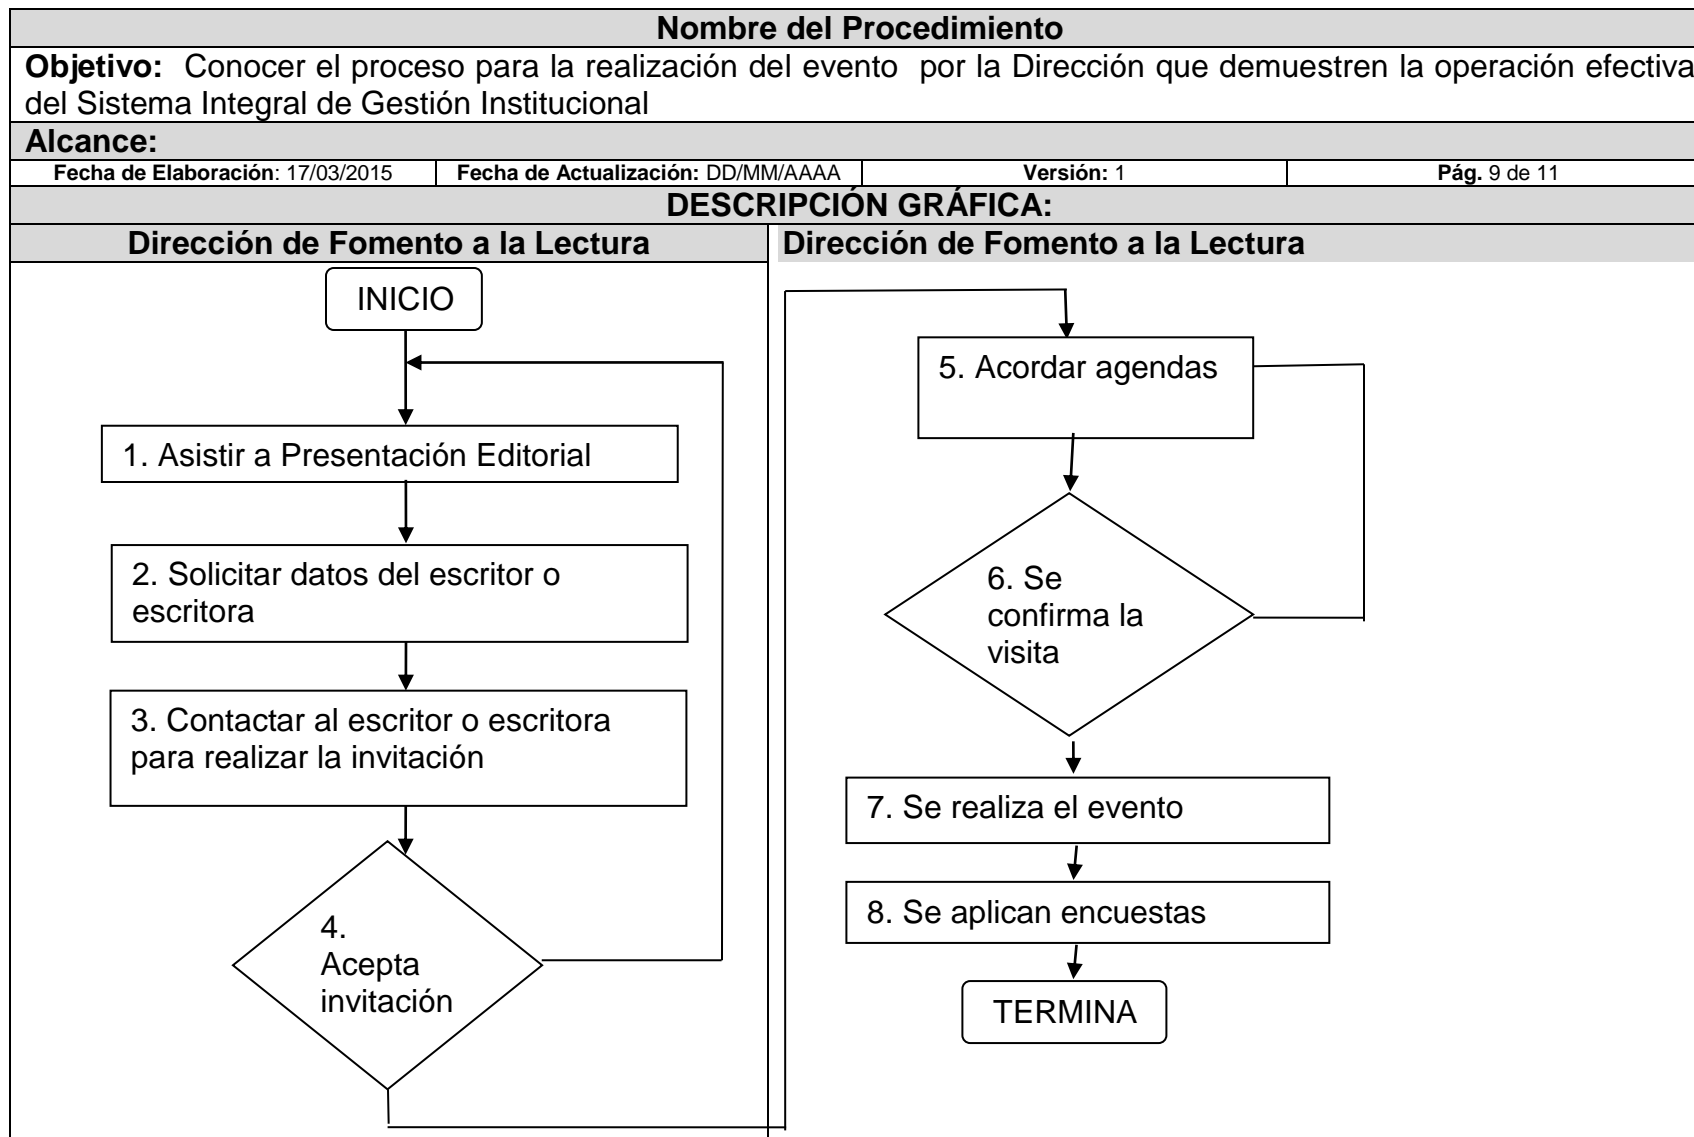 Nombre del Procedimiento
Objetivo: Conocer el proceso para la realización del evento por la Dirección que demuestren la operación efectiva
del Sistema Integral de Gestión Institucional
Alcance:
Fecha de Elaboración: 17/03/2015 Fecha de Actualización: DD/MM/AAAA Versión: 1 Pág. 9 de 11
DESCRIPCIÓN GRÁFICA:
Dirección de Fomento a la Lectura Dirección de Fomento a la Lectura
INICIO
1. Asistir a Presentación Editorial
2. Solicitar datos del escritor o
escritora
3. Contactar al escritor o escritora
para realizar la invitación
4.
Acepta
invitación
5. Acordar agendas
6. Se
confirma la
visita
7. Se realiza el evento
8. Se aplican encuestas
TERMINA